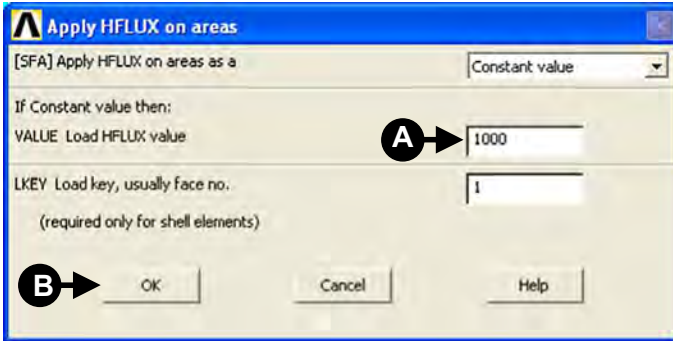 Apply HFLUX on areas
[SFA] Apply HFLUX on areas as a Constant value
If Constant value then:
VALUE Load HFLUX value A 1000
LKEY Load key, usually face no. 1
(required only for shell elements)
B OK Cancel Help